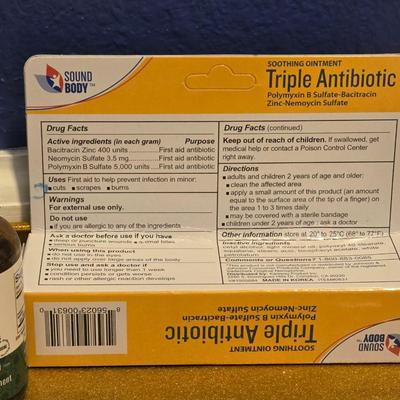 SOUND
BODY™
SOOTHING OINTMENT
Triple Antibiotic
Polymyxin B Sulfate-Bacitracin
Zinc-Nemoycin Sulfate
Drug Facts
Active ingredients (in each gram) Purpose
Bacitracin Zinc 400 units First aid antibiotic
Neomycin Sulfate 3.5 mg First aid antibiotic
Polymyxin B Sulfate 5,000 units First aid antibiotic
Uses First aid to help prevent infection in minor:
cuts ■ scrapes ■ burns
Warnings
For external use only.
Do not use
■ if you are allergic to any of the ingredients
Ask a doctor before use if you have
■ deep or puncture wounds ■ animal bites
■ serious burns
When using this product
■ do not use in the eyes
■ do not apply over large areas of the body
Stop use and ask a doctor if
■ you need to use longer than 1 week
■ condition persists or gets worse
■ rash or other allergic reaction develops
Drug Facts (continued)
Keep out of reach of children. If swallowed, get
medical help or contact a Poison Control Center
right away.
Directions
■ adults and children 2 years of age and older:
■ clean the affected area
■ apply a small amount of this product (an amount
equal to the surface area of the tip of a finger) on
the area 1 to 3 times daily
■ may be covered with a sterile bandage
■ children under 2 years of age: ask a doctor
Other information store at 20° to 25°C (68° to 77°F)
Inactive ingredients
Comments or Questions? 1-800-883-0085
MADE IN KOREA
8 56023 00631 0
SOOTHING OINTMENT
Triple Antibiotic
Polymyxin B Sulfate-Bacitracin
Zinc-Nemoycin Sulfate
SOUND
BODY™